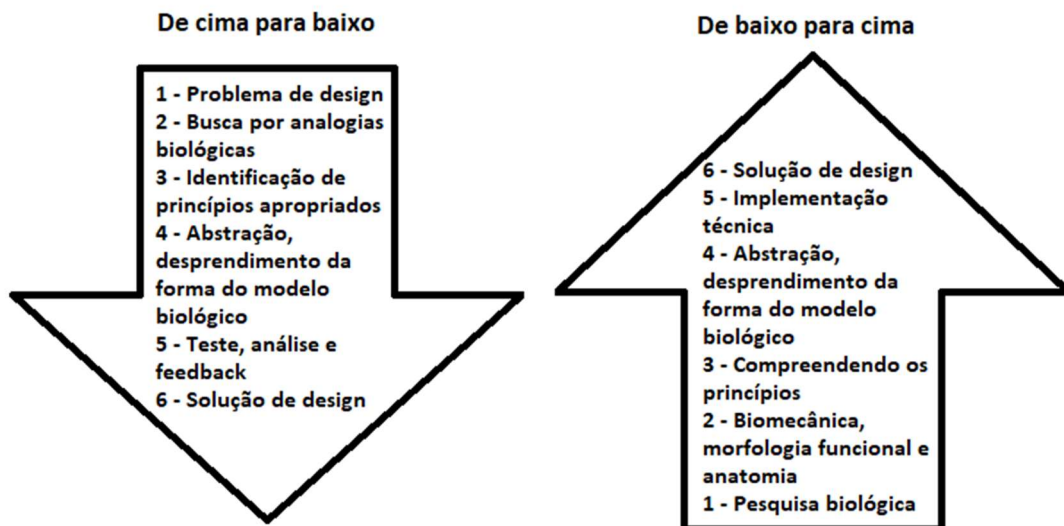 De cima para baixo
1 - Problema de design
2 - Busca por analogias
biológicas
3 - Identificação de
princípios apropriados
4 - Abstração,
desprendimento da
forma do modelo
biológico
5 - Teste, análise e
feedback
6 - Solução de design
De baixo para cima
6 - Solução de design
5 - Implementação
técnica
4 - Abstração,
desprendimento da
forma do modelo
biológico
3 - Compreendendo os
princípios
2 - Biomecânica,
morfologia funcional e
anatomia
1 - Pesquisa biológica